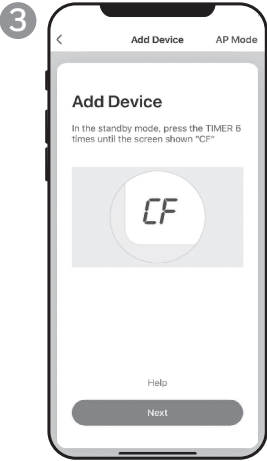 3
Add Device
AP Mode
Add Device
In the standby mode, press the TIMER 6
times until the screen shown "CF"
CF
Help
Next